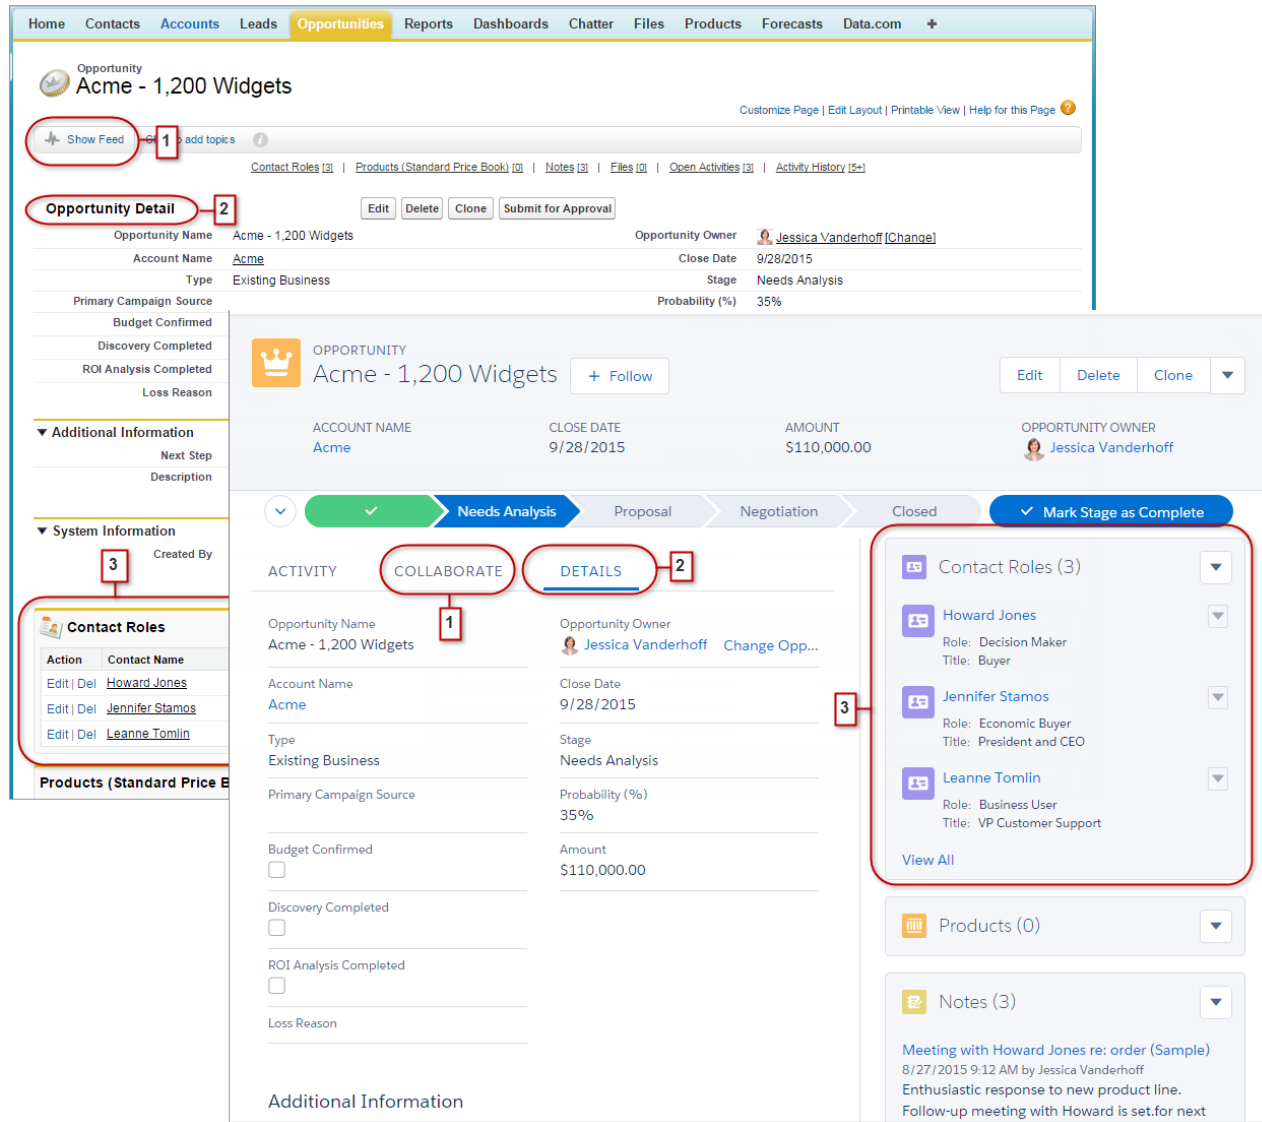 Home Contacts Accounts Leads Opportunities Reports Dashboards Chatter Files Products Forecasts Data.com +
Opportunity
Acme - 1,200 Widgets
Customize Page | Edit Layout | Printable View | Help for this Page ?
Show Feed
1
to add topics i
Contact Roles [3] | Products (Standard Price Book) [0] | Notes [3] | Files [0] | Open Activities [3] | Activity History [5+]
Opportunity Detail
2
Edit Delete Clone Submit for Approval
Opportunity Name Acme - 1,200 Widgets Opportunity Owner Jessica Vanderhoff [Change]
Account Name Acme Close Date 9/28/2015
Type Existing Business Stage Needs Analysis
Primary Campaign Source Probability (%) 35%
Budget Confirmed
Discovery Completed
ROI Analysis Completed
Loss Reason
Additional Information
Next Step
Description
System Information
Created By
3
Contact Roles
Action Contact Name
Edit | Del Howard Jones
Edit | Del Jennifer Stamos
Edit | Del Leanne Tomlin
Products (Standard Price B
OPPORTUNITY
Acme - 1,200 Widgets + Follow
Edit Delete Clone
ACCOUNT NAME CLOSE DATE AMOUNT OPPORTUNITY OWNER
Acme 9/28/2015 $110,000.00 Jessica Vanderhoff
Needs Analysis Proposal Negotiation Closed Mark Stage as Complete
ACTIVITY COLLABORATE DETAILS
2
1
Opportunity Name Opportunity Owner
Acme - 1,200 Widgets Jessica Vanderhoff Change Opp...
Account Name Close Date
Acme 9/28/2015
Type Stage
Existing Business Needs Analysis
Primary Campaign Source Probability (%)
35%
Budget Confirmed Amount
$110,000.00
Discovery Completed
ROI Analysis Completed
Loss Reason
Additional Information
Contact Roles (3)
Howard Jones
Role: Decision Maker
Title: Buyer
3
Jennifer Stamos
Role: Economic Buyer
Title: President and CEO
Leanne Tomlin
Role: Business User
Title: VP Customer Support
View All
Products (0)
Notes (3)
Meeting with Howard Jones re: order (Sample)
8/27/2015 9:12 AM by Jessica Vanderhoff
Enthusiastic response to new product line.
Follow-up meeting with Howard is set.for next